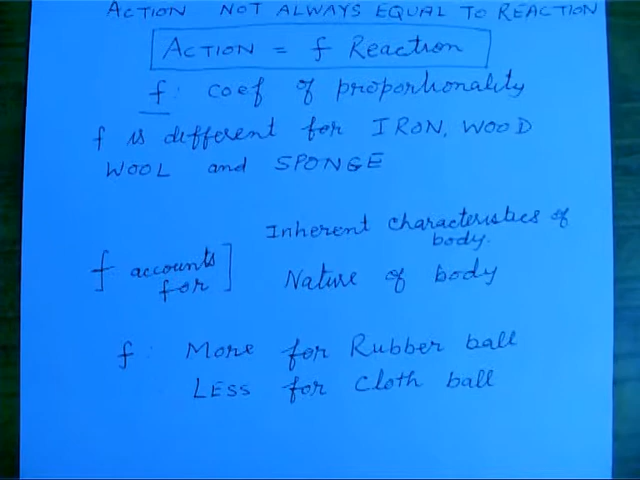 ACTION NOT ALWAYS EQUAL TO REACTION
ACTION = f Reaction
f: coef of proportionality
f is different for IRON, WOOD
WOOL and SPONGE
Inherent characteristics of
body.
f accounts for]
Nature of body
f: More for Rubber ball
LESS for Cloth ball